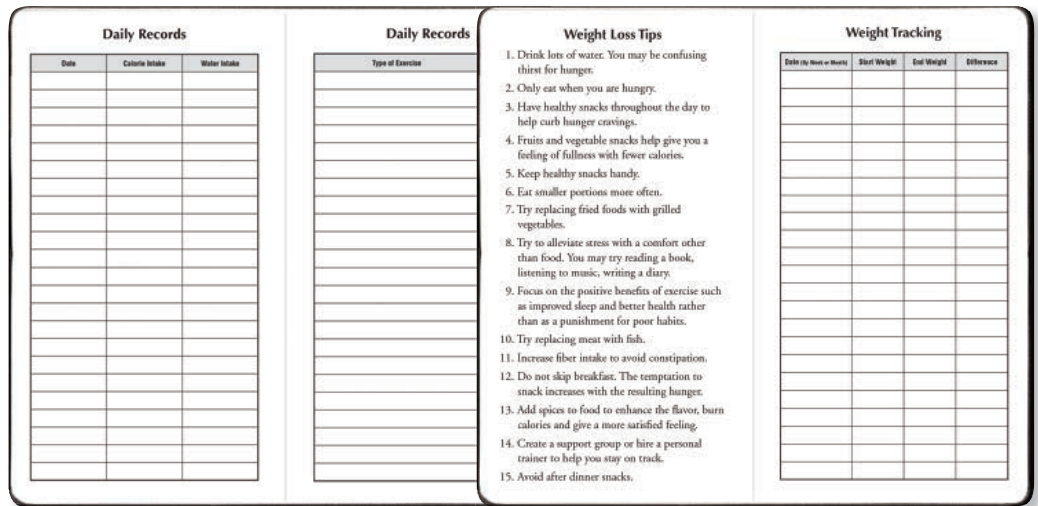 Daily Records
Date Calorie Intake Water Intake
Daily Records
Type of Exercise
Weight Loss Tips
1. Drink lots of water. You may be confusing
thirst for hunger.
2. Only eat when you are hungry.
3. Have healthy snacks throughout the day to
help curb hunger cravings.
4. Fruits and vegetable snacks help give you a
feeling of fullness with fewer calories.
5. Keep healthy snacks handy.
6. Eat smaller portions more often.
7. Try replacing fried foods with grilled
vegetables.
8. Try to alleviate stress with a comfort other
than food. You may try reading a book,
listening to music, writing a diary.
9. Focus on the positive benefits of exercise such
as improved sleep and better health rather
than as a punishment for poor habits.
10. Try replacing meat with fish.
11. Increase fiber intake to avoid constipation.
12. Do not skip breakfast. The temptation to
snack increases with the resulting hunger.
13. Add spices to food to enhance the flavor, burn
calories and give a more satisfied feeling.
14. Create a support group or hire a personal
trainer to help you stay on track.
15. Avoid after dinner snacks.
Weight Tracking
Date (By Week or Month) Start Weight End Weight Difference